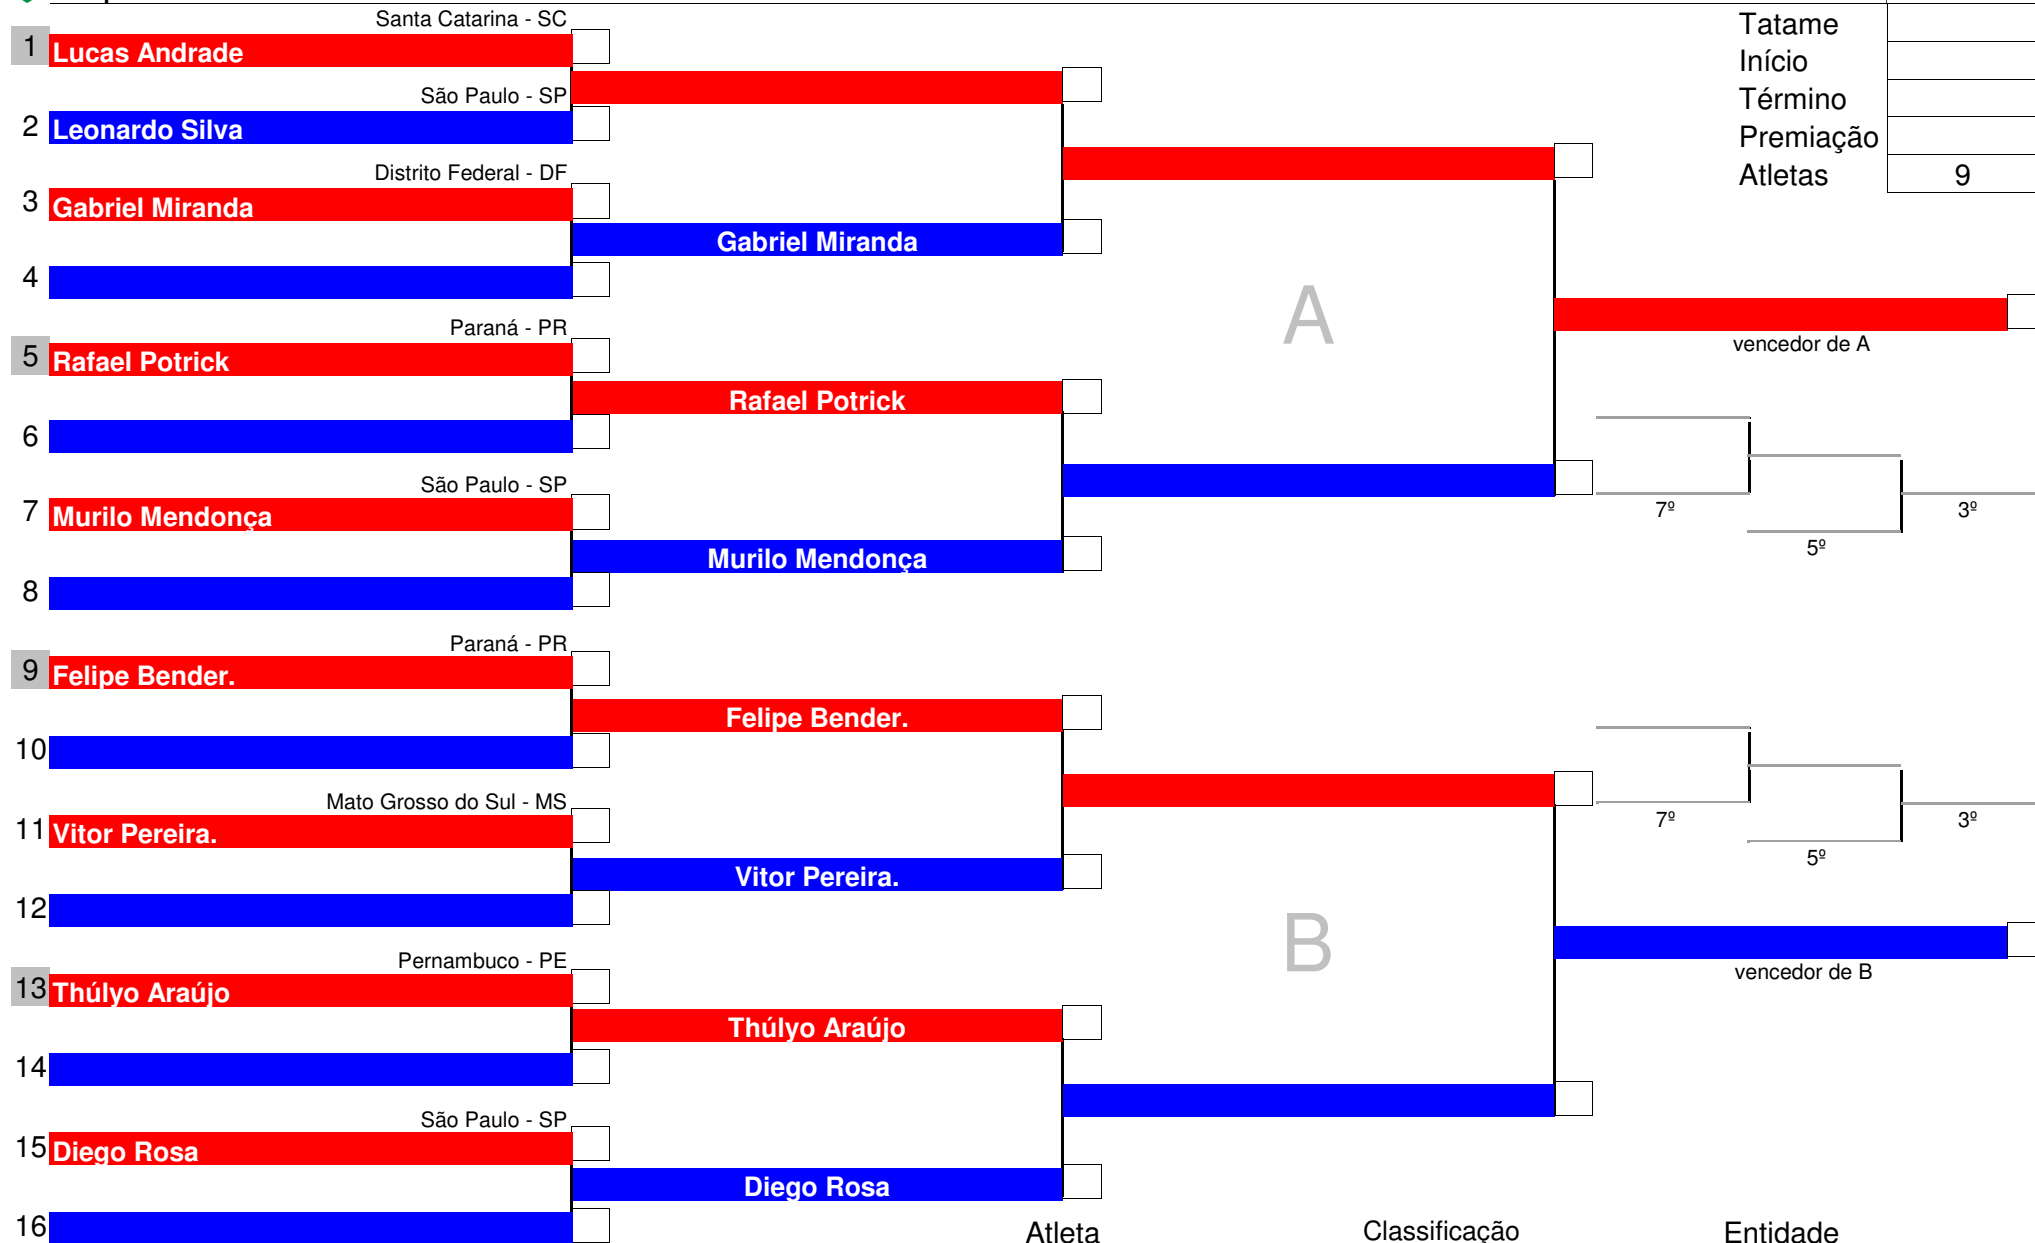 Santa Catarina - SC
1 Lucas Andrade
São Paulo - SP
2 Leonardo Silva
Distrito Federal - DF
3 Gabriel Miranda
Gabriel Miranda
4
Paraná - PR
5 Rafael Potrick
Rafael Potrick
6
São Paulo - SP
7 Murilo Mendonça
Murilo Mendonça
8
Paraná - PR
9 Felipe Bender.
Felipe Bender.
10
Mato Grosso do Sul - MS
11 Vitor Pereira.
Vitor Pereira.
12
Pernambuco - PE
13 Thúlyo Araújo
Thúlyo Araújo
14
São Paulo - SP
15 Diego Rosa
Diego Rosa
16
A
B
Tatame
Início
Término
Premiação
Atletas 9
vencedor de A
7º
3º
5º
7º
3º
5º
vencedor de B
Atleta Classificação Entidade